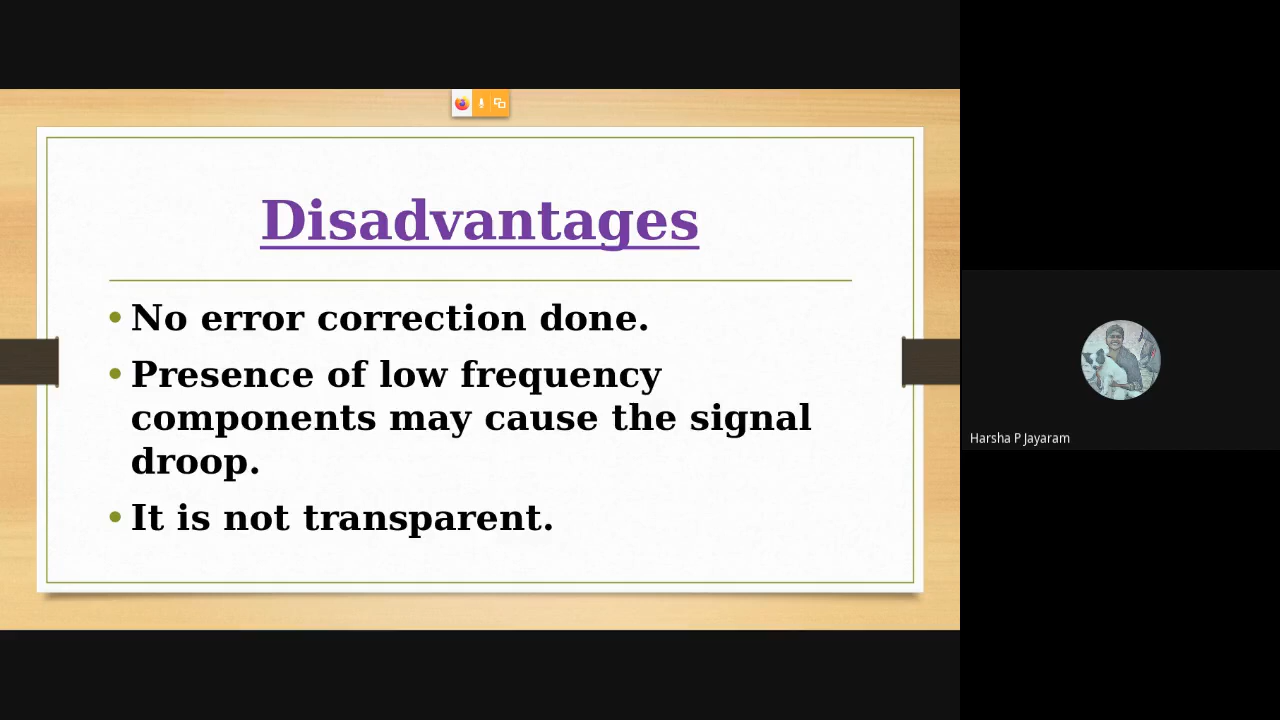 Disadvantages
• No error correction done.
• Presence of low frequency
components may cause the signal
droop.
• It is not transparent.
Harsha P Jayaram